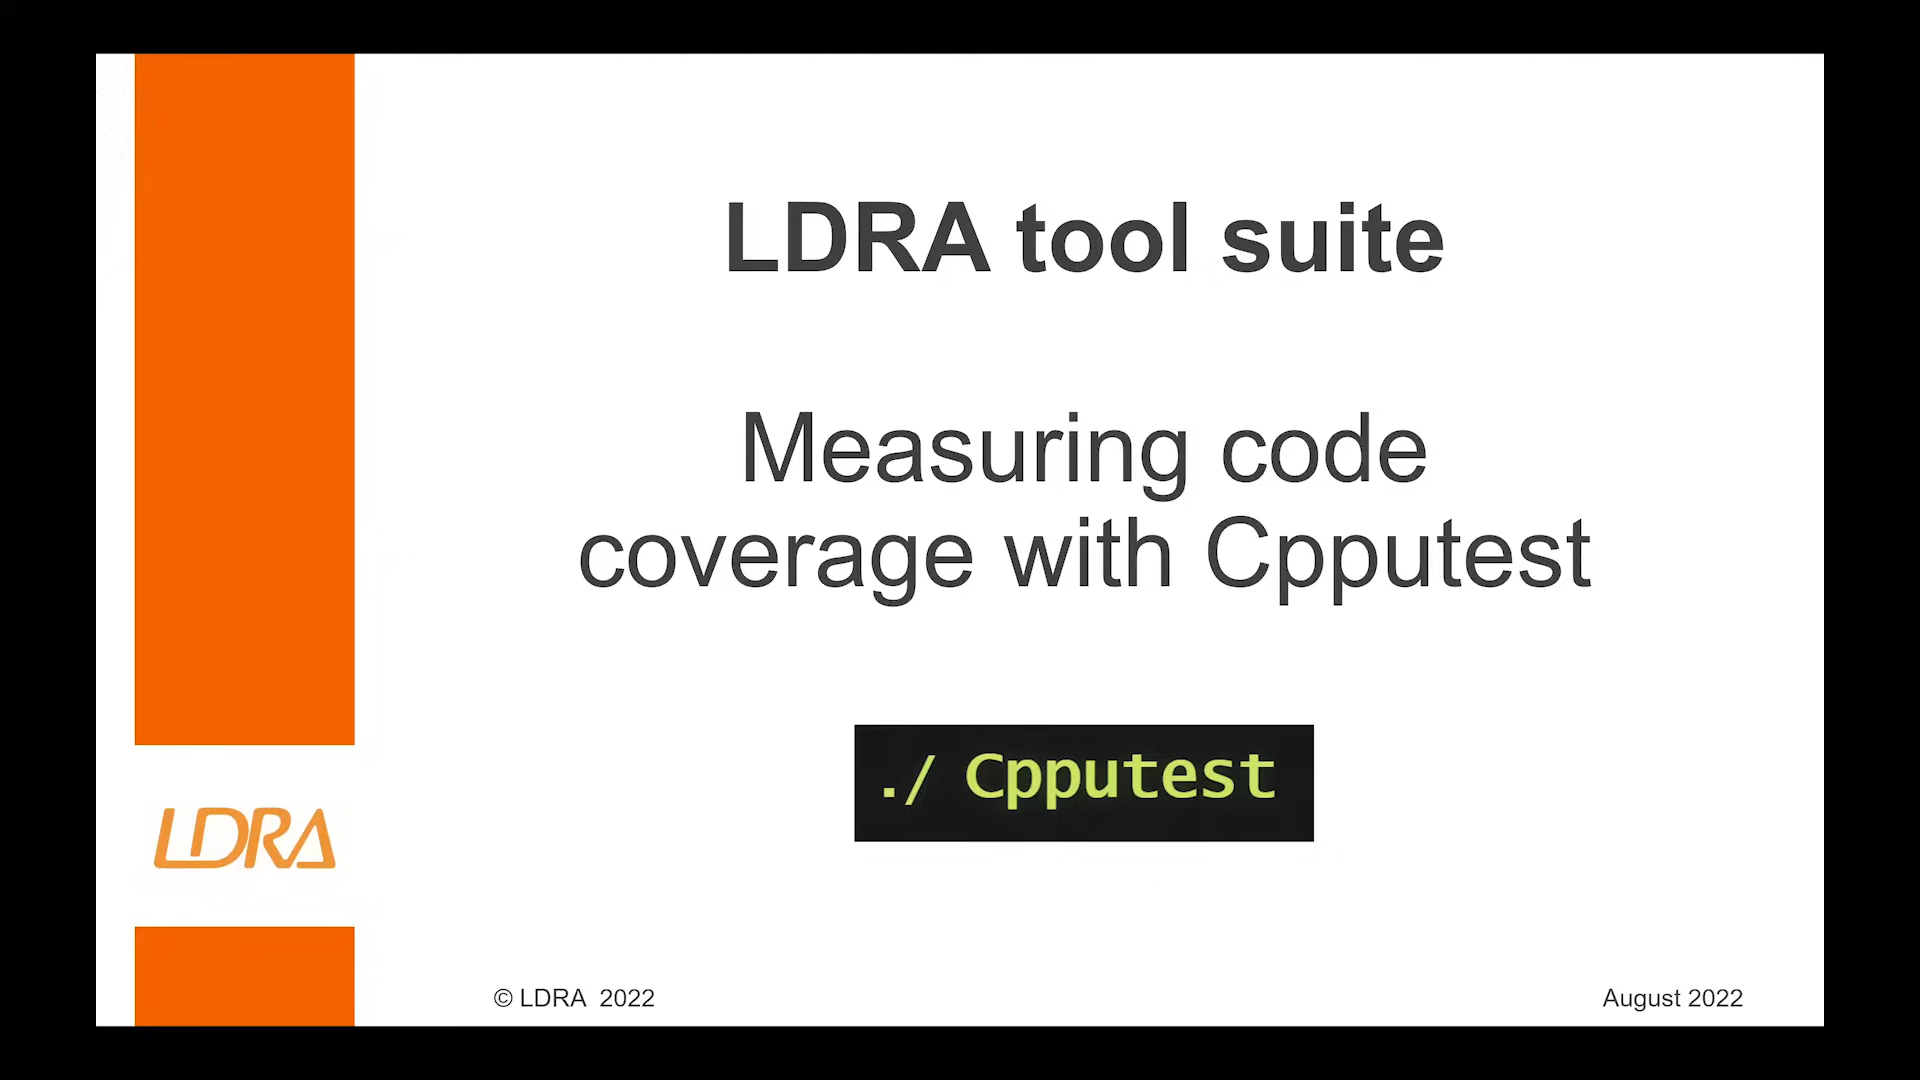 LDRA tool suite
Measuring code
coverage with Cpputest
./ Cpputest
LDRA
© LDRA 2022
August 2022